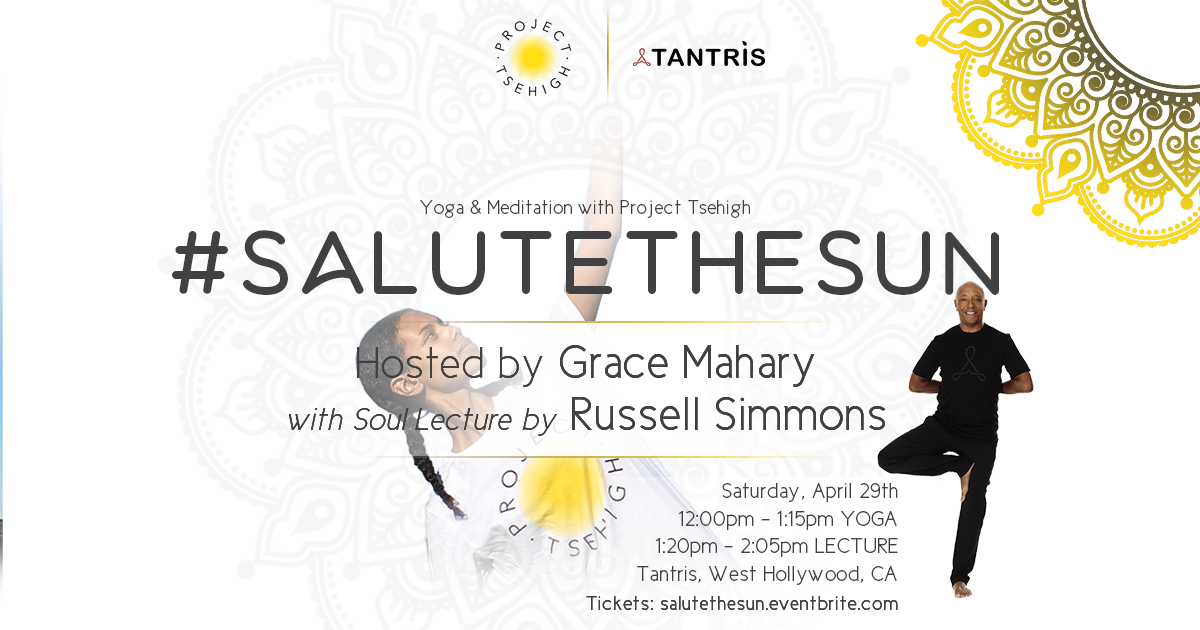 PROJECT TSEHIGH
TANTRIS
Yoga & Meditation with Project Tsehigh
#SALUTETHESUN
Hosted by Grace Mahary
with Soul Lecture by Russell Simmons
PROJE
TSEHIGH
Saturday, April 29th
12:00pm - 1:15pm YOGA
1:20pm - 2:05pm LECTURE
Tantris, West Hollywood, CA
Tickets: salutethesun.eventbrite.com